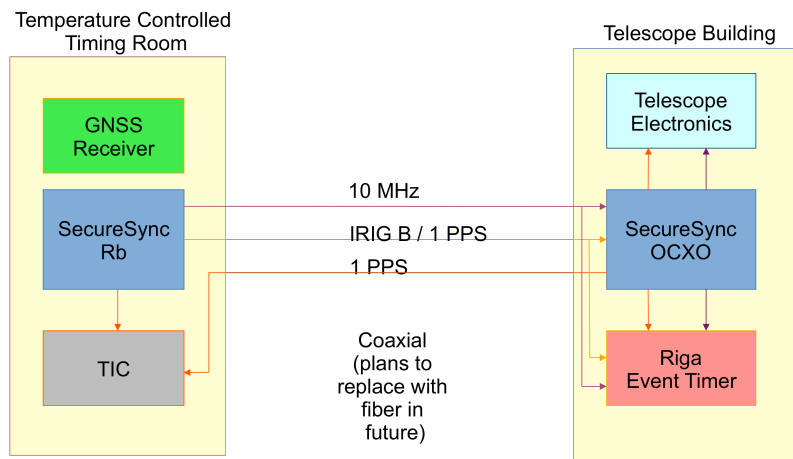 Temperature Controlled
Timing Room
Telescope Building
GNSS
Receiver
Telescope
Electronics
SecureSync
Rb
10 MHz
IRIG B / 1 PPS
1 PPS
SecureSync
OCXO
TIC
Coaxial
(plans to
replace with
fiber in
future)
Riga
Event Timer